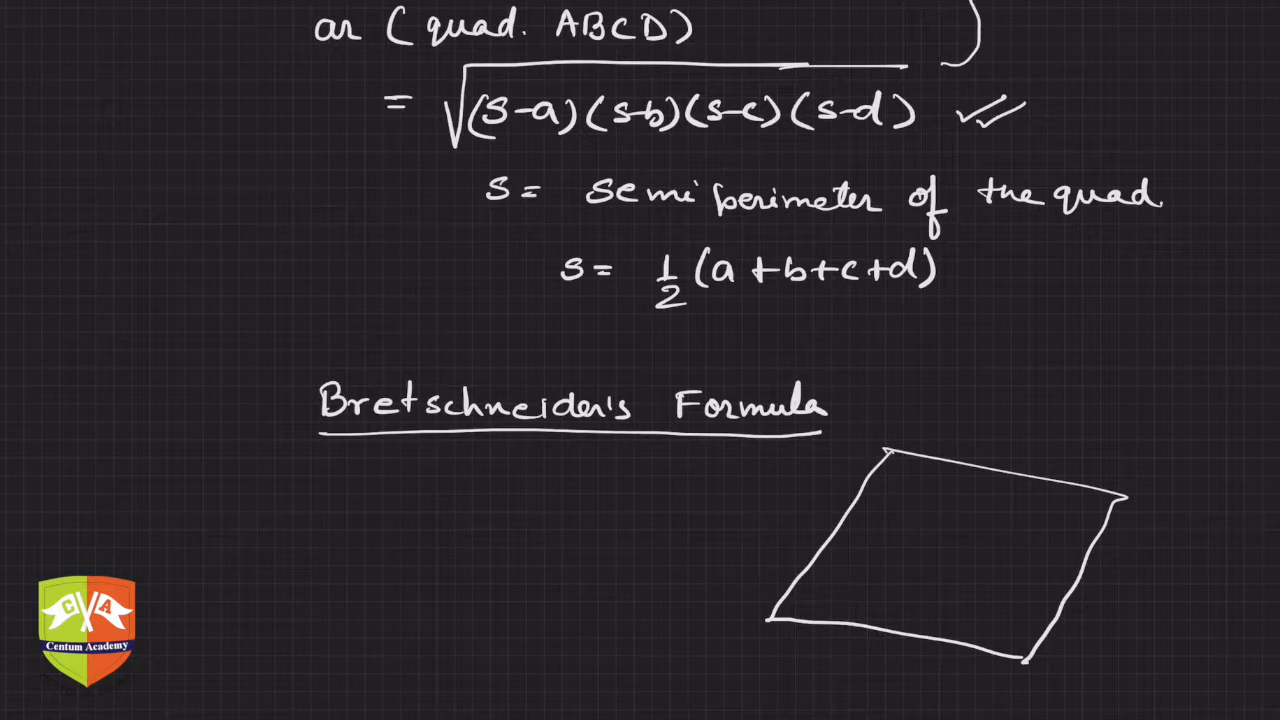 ar (quad. ABCD)
= √(s-a)(s-b)(s-c)(s-d)
s = semi perimeter of the quad.
s = 1/2 (a+b+c+d)
Bretschneider's Formula
C A
Centum Academy